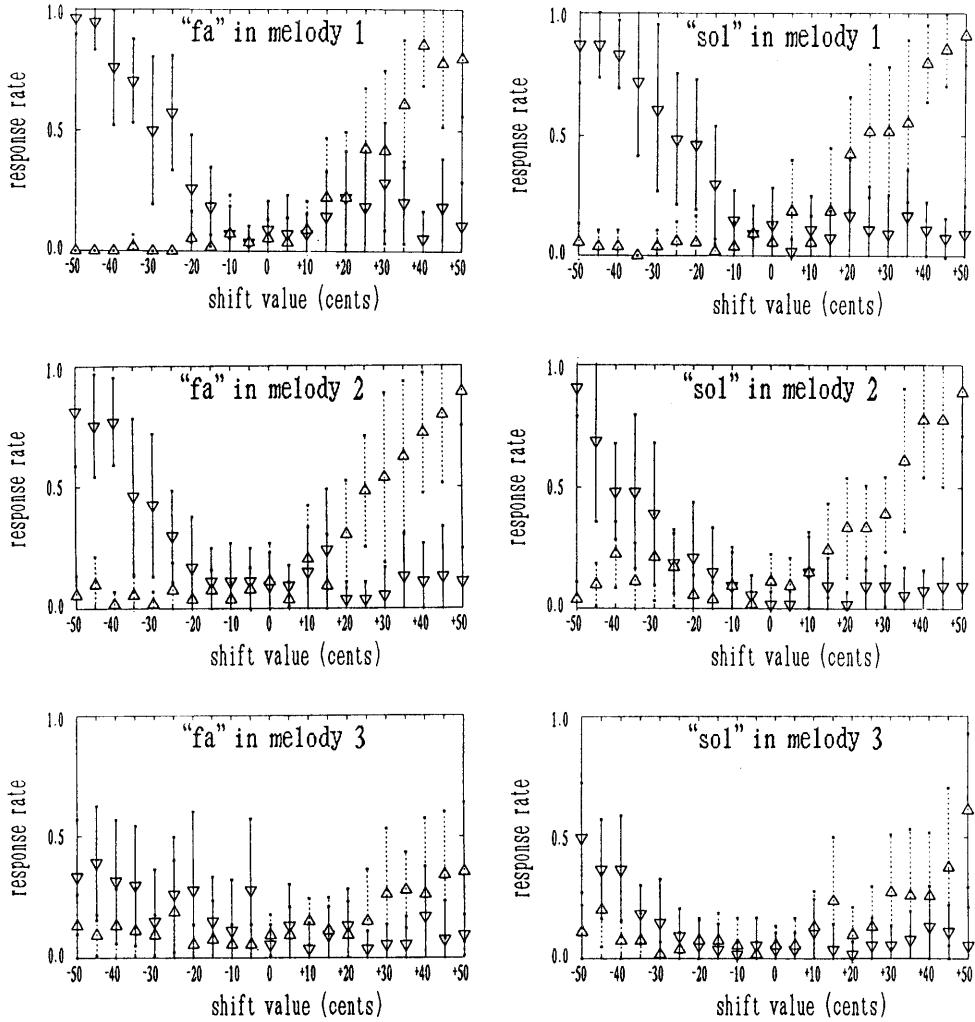 "fa" in melody 1
1.0
0.5
0.0
response rate
-50 -40 -30 -20 -10 0 +10 +20 +30 +40 +50
shift value (cents)
"sol" in melody 1
1.0
0.5
0.0
response rate
-50 -40 -30 -20 -10 0 +10 +20 +30 +40 +50
shift value (cents)
"fa" in melody 2
1.0
0.5
0.0
response rate
-50 -40 -30 -20 -10 0 +10 +20 +30 +40 +50
shift value (cents)
"sol" in melody 2
1.0
0.5
0.0
response rate
-50 -40 -30 -20 -10 0 +10 +20 +30 +40 +50
shift value (cents)
"fa" in melody 3
1.0
0.5
0.0
response rate
-50 -40 -30 -20 -10 0 +10 +20 +30 +40 +50
shift value (cents)
"sol" in melody 3
1.0
0.5
0.0
response rate
-50 -40 -30 -20 -10 0 +10 +20 +30 +40 +50
shift value (cents)